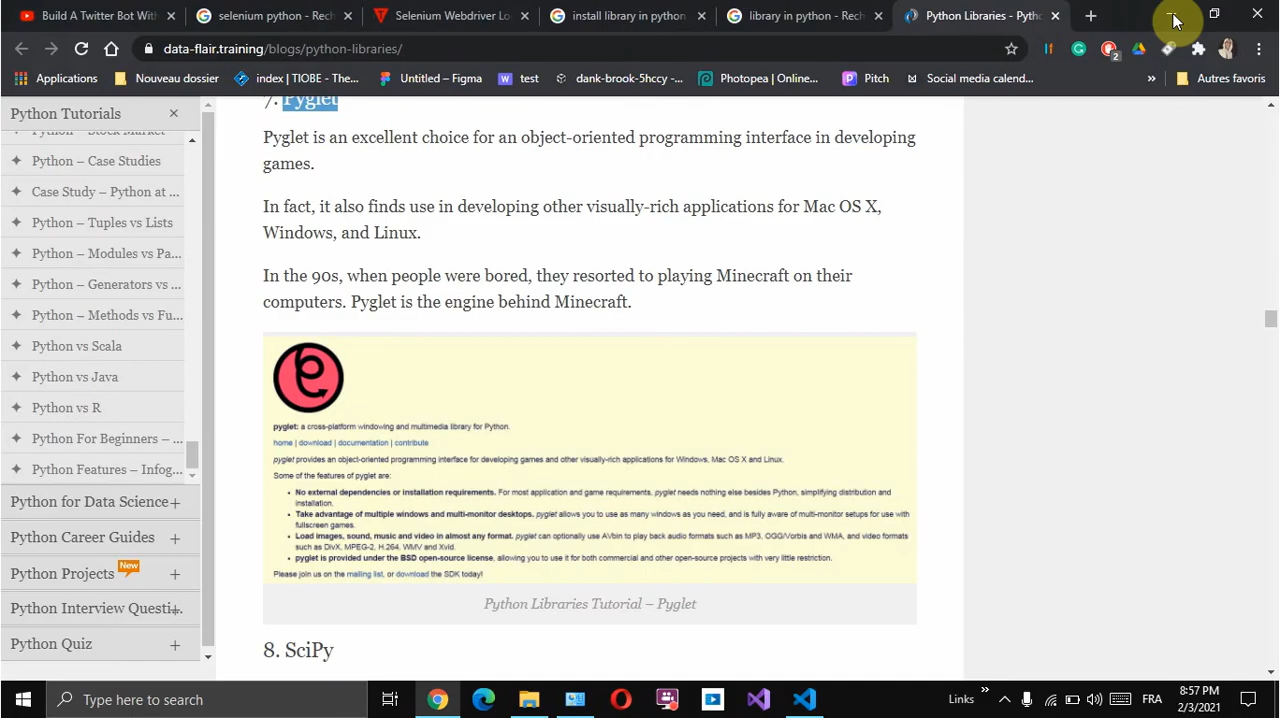 Build A Twitter Bot With
selenium python - Rech
Selenium Webdriver Lo
install library in python
library in python - Rech
Python Libraries - Pytho
data-flair.training/blogs/python-libraries/
2
Applications
Nouveau dossier
index | TIOBE - The...
Untitled – Figma
w test
dank-brook-5hccy -...
Photopea | Online...
Pitch
Social media calend...
»
Autres favoris
Python Tutorials
Python – Stock Market
Python – Case Studies
Case Study – Python at ...
Python – Tuples vs Lists
Python – Modules vs Pa...
Python – Generators vs ...
Python – Methods vs Fu...
Python vs Scala
Python vs Java
Python vs R
Python For Beginners – ...
Python Features – Infog...
Python for Data Science
Python Career Guides
Python Projects New
Python Interview Questi...
Python Quiz
7. Pyglet
Pyglet is an excellent choice for an object-oriented programming interface in developing
games.
In fact, it also finds use in developing other visually-rich applications for Mac OS X,
Windows, and Linux.
In the 90s, when people were bored, they resorted to playing Minecraft on their
computers. Pyglet is the engine behind Minecraft.
pyglet: a cross-platform windowing and multimedia library for Python.
home | download | documentation | contribute
pyglet provides an object-oriented programming interface for developing games and other visually-rich applications for Windows, Mac OS X and Linux.
Some of the features of pyglet are:
• No external dependencies or installation requirements. For most application and game requirements, pyglet needs nothing else besides Python, simplifying distribution and
installation.
• Take advantage of multiple windows and multi-monitor desktops. pyglet allows you to use as many windows as you need, and is fully aware of multi-monitor setups for use with
fullscreen games.
• Load images, sound, music and video in almost any format. pyglet can optionally use AVbin to play back audio formats such as MP3, OGG/Vorbis and WMA, and video formats
such as DivX, MPEG-2, H.264, WMV and Xvid.
• pyglet is provided under the BSD open-source license, allowing you to use it for both commercial and other open-source projects with very little restriction.
Please join us on the mailing list, or download the SDK today!
Python Libraries Tutorial – Pyglet
8. SciPy
Type here to search
Links »
FRA
8:57 PM
2/3/2021